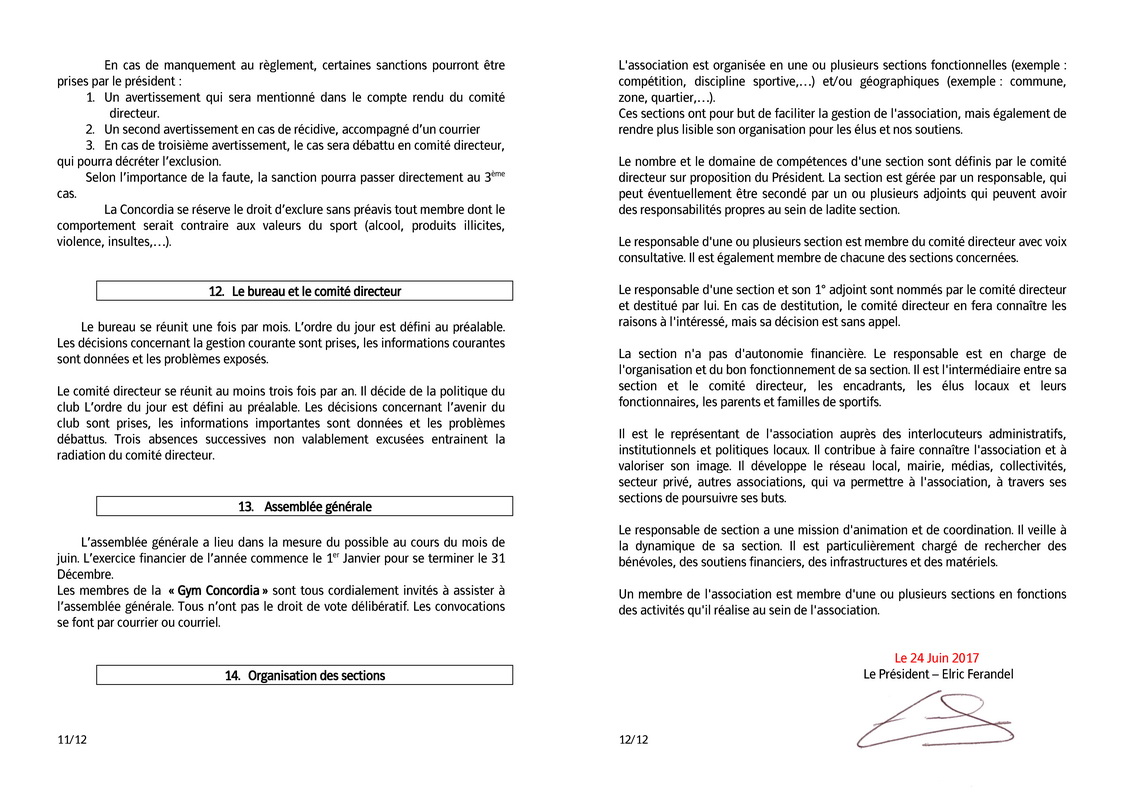 En cas de manquement au règlement, certaines sanctions pourront être
prises par le président :
1. Un avertissement qui sera mentionné dans le compte rendu du comité
directeur.
2. Un second avertissement en cas de récidive, accompagné d’un courrier
3. En cas de troisième avertissement, le cas sera débattu en comité directeur,
qui pourra décréter l’exclusion.
Selon l’importance de la faute, la sanction pourra passer directement au 3ème
cas.
La Concordia se réserve le droit d’exclure sans préavis tout membre dont le
comportement serait contraire aux valeurs du sport (alcool, produits illicites,
violence, insultes,…).
12. Le bureau et le comité directeur
Le bureau se réunit une fois par mois. L’ordre du jour est défini au préalable.
Les décisions concernant la gestion courante sont prises, les informations courantes
sont données et les problèmes exposés.
Le comité directeur se réunit au moins trois fois par an. Il décide de la politique du
club L’ordre du jour est défini au préalable. Les décisions concernant l’avenir du
club sont prises, les informations importantes sont données et les problèmes
débattus. Trois absences successives non valablement excusées entrainent la
radiation du comité directeur.
13. Assemblée générale
L’assemblée générale a lieu dans la mesure du possible au cours du mois de
juin. L’exercice financier de l’année commence le 1er Janvier pour se terminer le 31
Décembre.
Les membres de la « Gym Concordia » sont tous cordialement invités à assister à
l’assemblée générale. Tous n’ont pas le droit de vote délibératif. Les convocations
se font par courrier ou courriel.
14. Organisation des sections
11/12
L'association est organisée en une ou plusieurs sections fonctionnelles (exemple :
compétition, discipline sportive,…) et/ou géographiques (exemple : commune,
zone, quartier,…).
Ces sections ont pour but de faciliter la gestion de l'association, mais également de
rendre plus lisible son organisation pour les élus et nos soutiens.
Le nombre et le domaine de compétences d'une section sont définis par le comité
directeur sur proposition du Président. La section est gérée par un responsable, qui
peut éventuellement être secondé par un ou plusieurs adjoints qui peuvent avoir
des responsabilités propres au sein de ladite section.
Le responsable d'une ou plusieurs section est membre du comité directeur avec voix
consultative. Il est également membre de chacune des sections concernées.
Le responsable d'une section et son 1° adjoint sont nommés par le comité directeur
et destitué par lui. En cas de destitution, le comité directeur en fera connaître les
raisons à l'intéressé, mais sa décision est sans appel.
La section n'a pas d'autonomie financière. Le responsable est en charge de
l'organisation et du bon fonctionnement de sa section. Il est l'intermédiaire entre sa
section et le comité directeur, les encadrants, les élus locaux et leurs
fonctionnaires, les parents et familles de sportifs.
Il est le représentant de l'association auprès des interlocuteurs administratifs,
institutionnels et politiques locaux. Il contribue à faire connaître l'association et à
valoriser son image. Il développe le réseau local, mairie, médias, collectivités,
secteur privé, autres associations, qui va permettre à l'association, à travers ses
sections de poursuivre ses buts.
Le responsable de section a une mission d'animation et de coordination. Il veille à
la dynamique de sa section. Il est particulièrement chargé de rechercher des
bénévoles, des soutiens financiers, des infrastructures et des matériels.
Un membre de l'association est membre d'une ou plusieurs sections en fonctions
des activités qu'il réalise au sein de l'association.
Le 24 Juin 2017
Le Président – Elric Ferandel
12/12